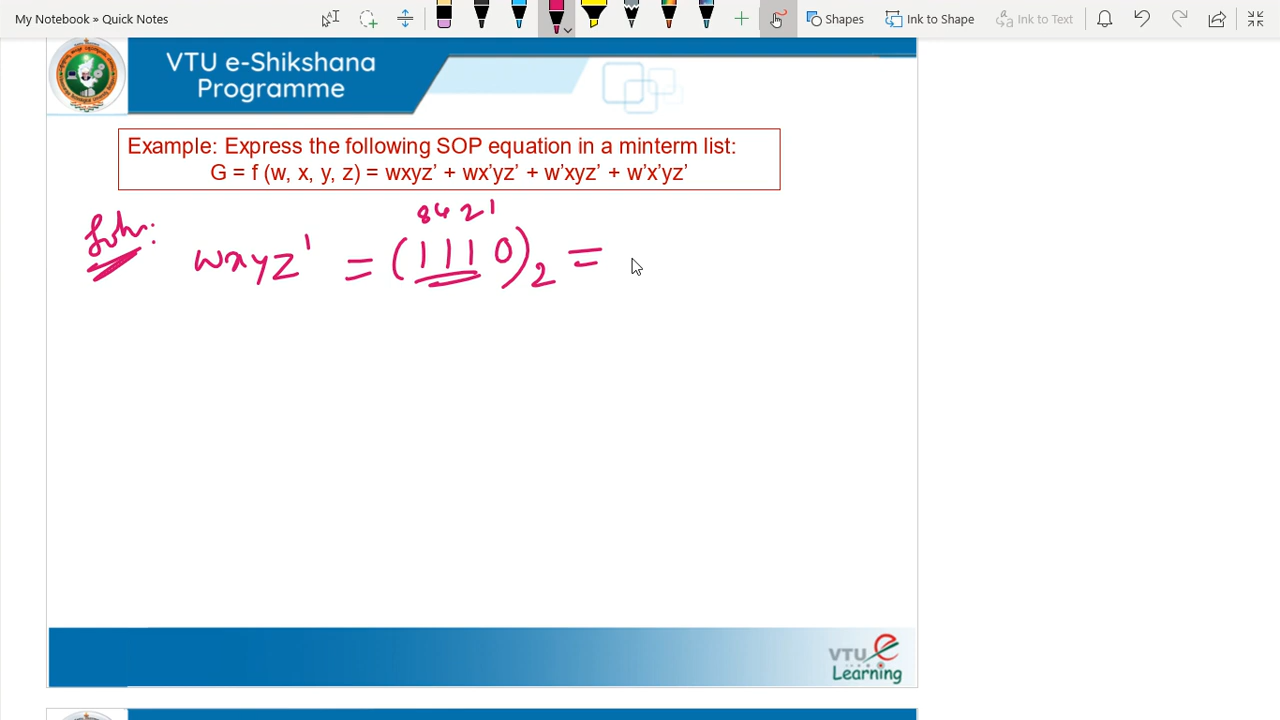 My Notebook » Quick Notes
Shapes
Ink to Shape
Ink to Text
VTU e-Shikshana
Programme
Example: Express the following SOP equation in a minterm list:
G = f (w, x, y, z) = wxyz’ + wx’yz’ + w’xyz’ + w’x’yz’
Soln:
8 4 2 1
wxyz' = (1110)2 =
VTU e
Learning